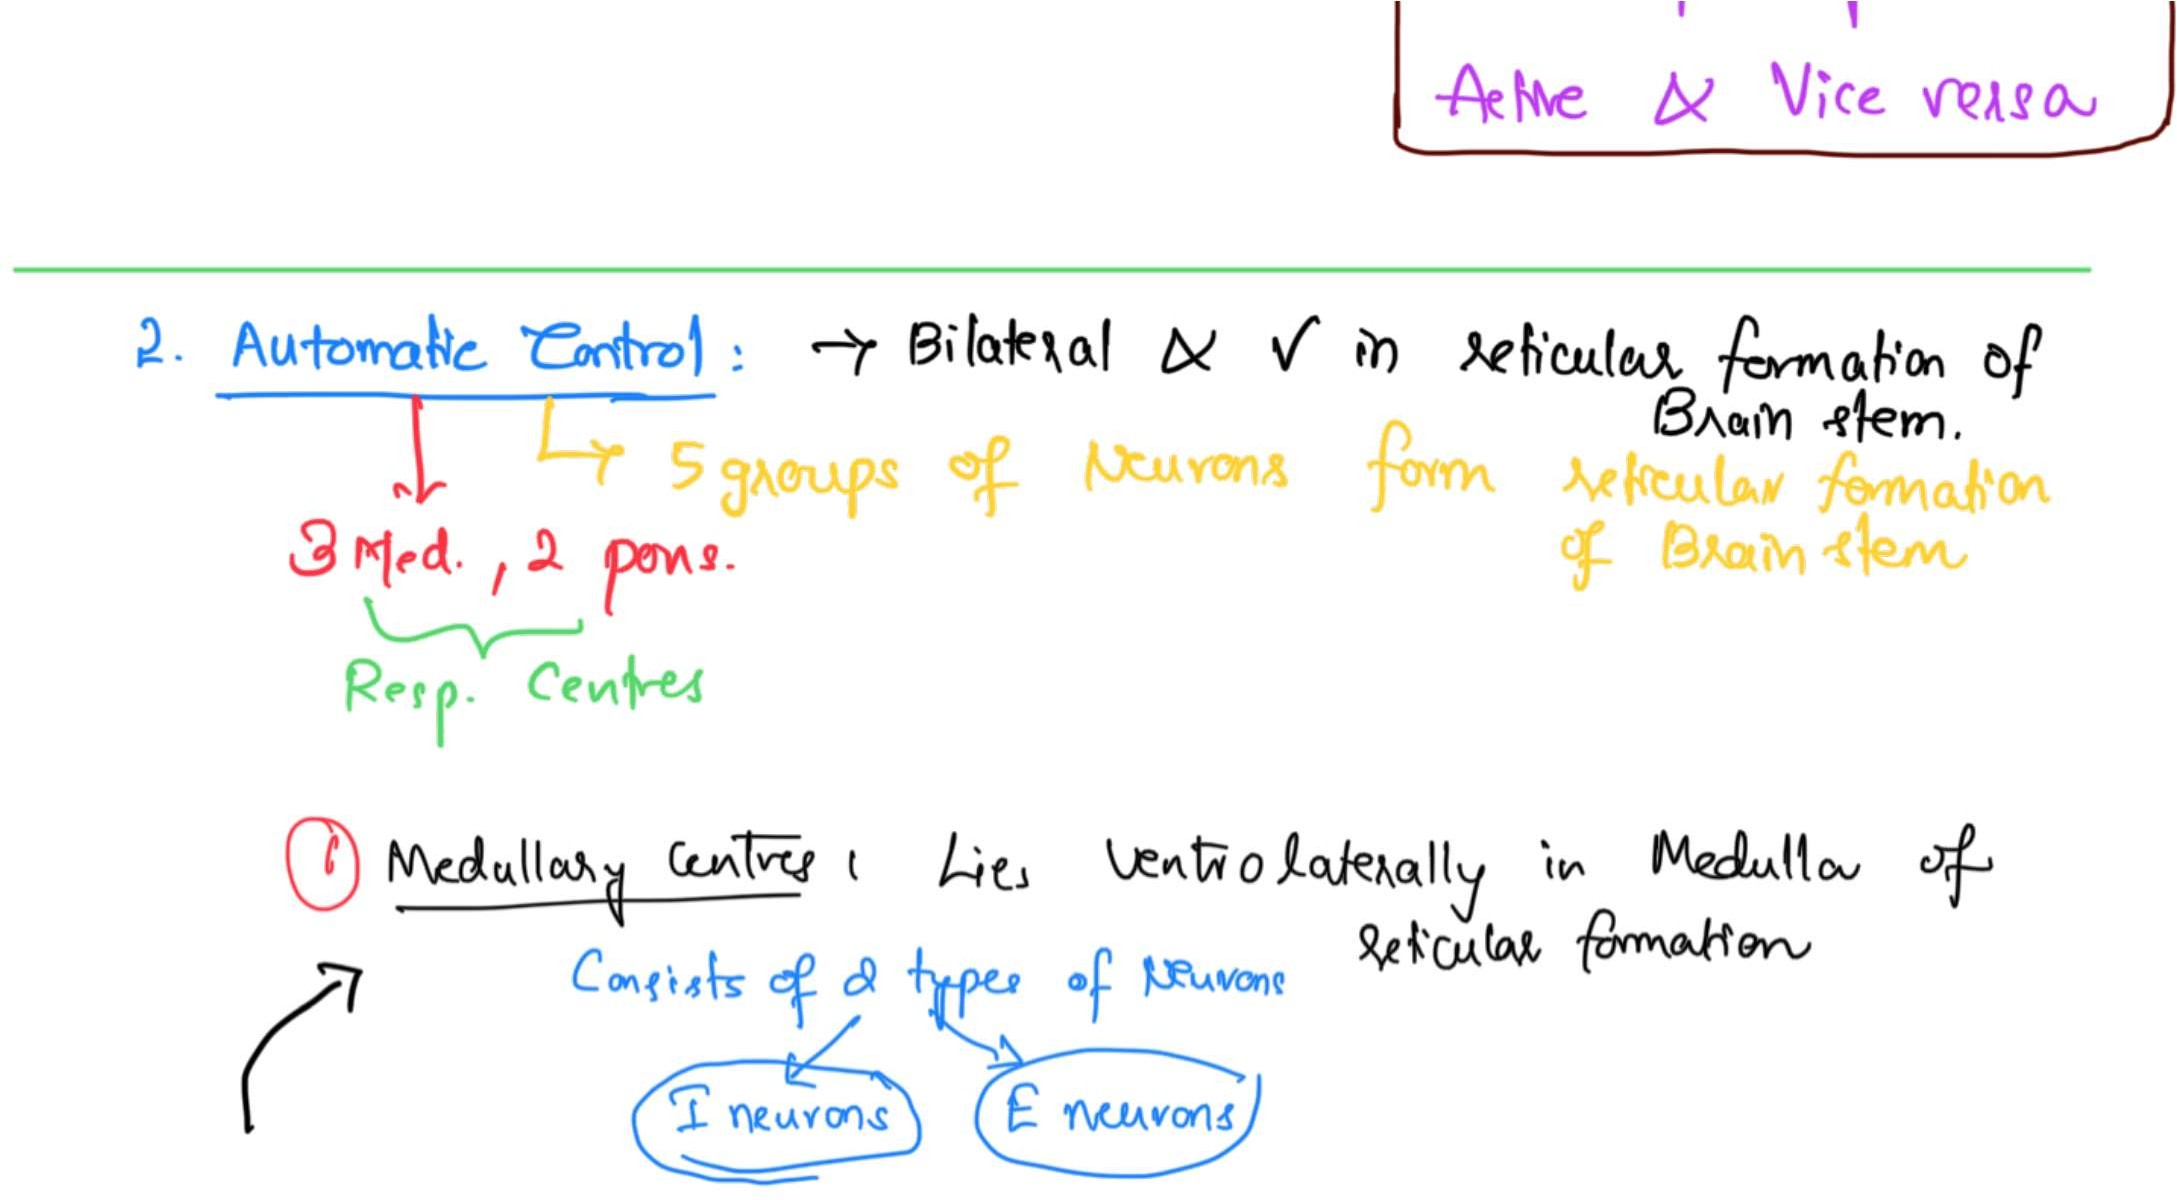 Active & Vice versa
2. Automatic Control: → Bilateral & ✓ in reticular formation of
Brain stem.
↳ 5 groups of Neurons form reticular formation
of Brain stem
3 Med., 2 pons.
Resp. Centres
① Medullary Centres: Lies Ventrolaterally in Medulla of
reticular formation
Consists of 2 types of Neurons
I neurons
E neurons